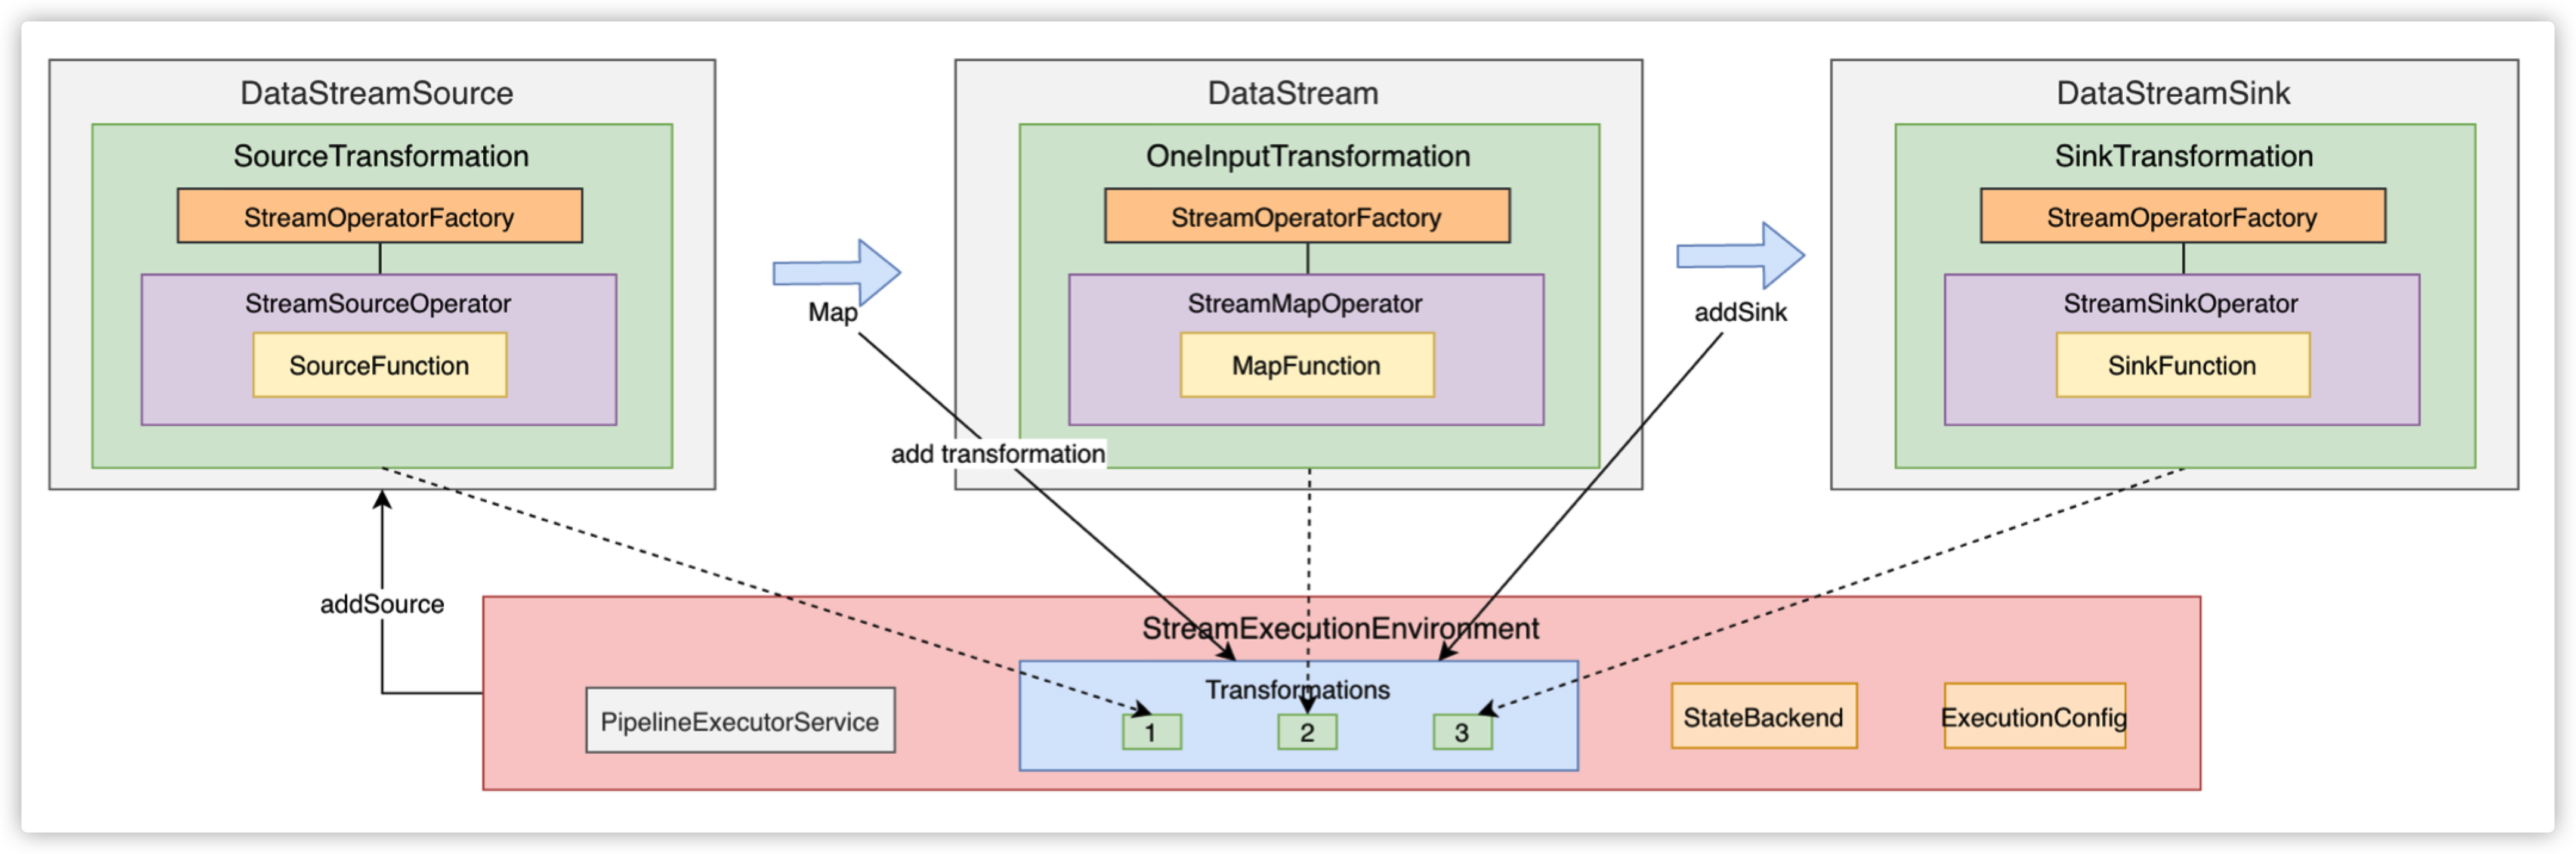 DataStreamSource
SourceTransformation
StreamOperatorFactory
StreamSourceOperator
SourceFunction
Map
DataStream
OneInputTransformation
StreamOperatorFactory
StreamMapOperator
MapFunction
addSink
DataStreamSink
SinkTransformation
StreamOperatorFactory
StreamSinkOperator
SinkFunction
add transformation
addSource
StreamExecutionEnvironment
PipelineExecutorService
Transformations
1
2
3
StateBackend
ExecutionConfig